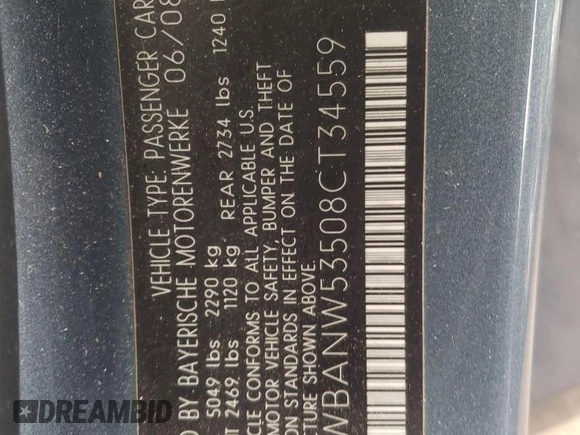 VEHICLE TYPE: PASSENGER CAR
BY BAYERISCHE MOTORENWERKE 06/08
5049 lbs 2290 kg
2469 lbs 1120 kg, REAR 2734 lbs 1240
CONFORMS TO ALL APPLICABLE U.S.
MOTOR VEHICLE SAFETY, BUMPER AND THEFT
STANDARDS IN EFFECT ON THE DATE OF
SHOWN ABOVE.
WBANW53508CT34559
DREAMBID